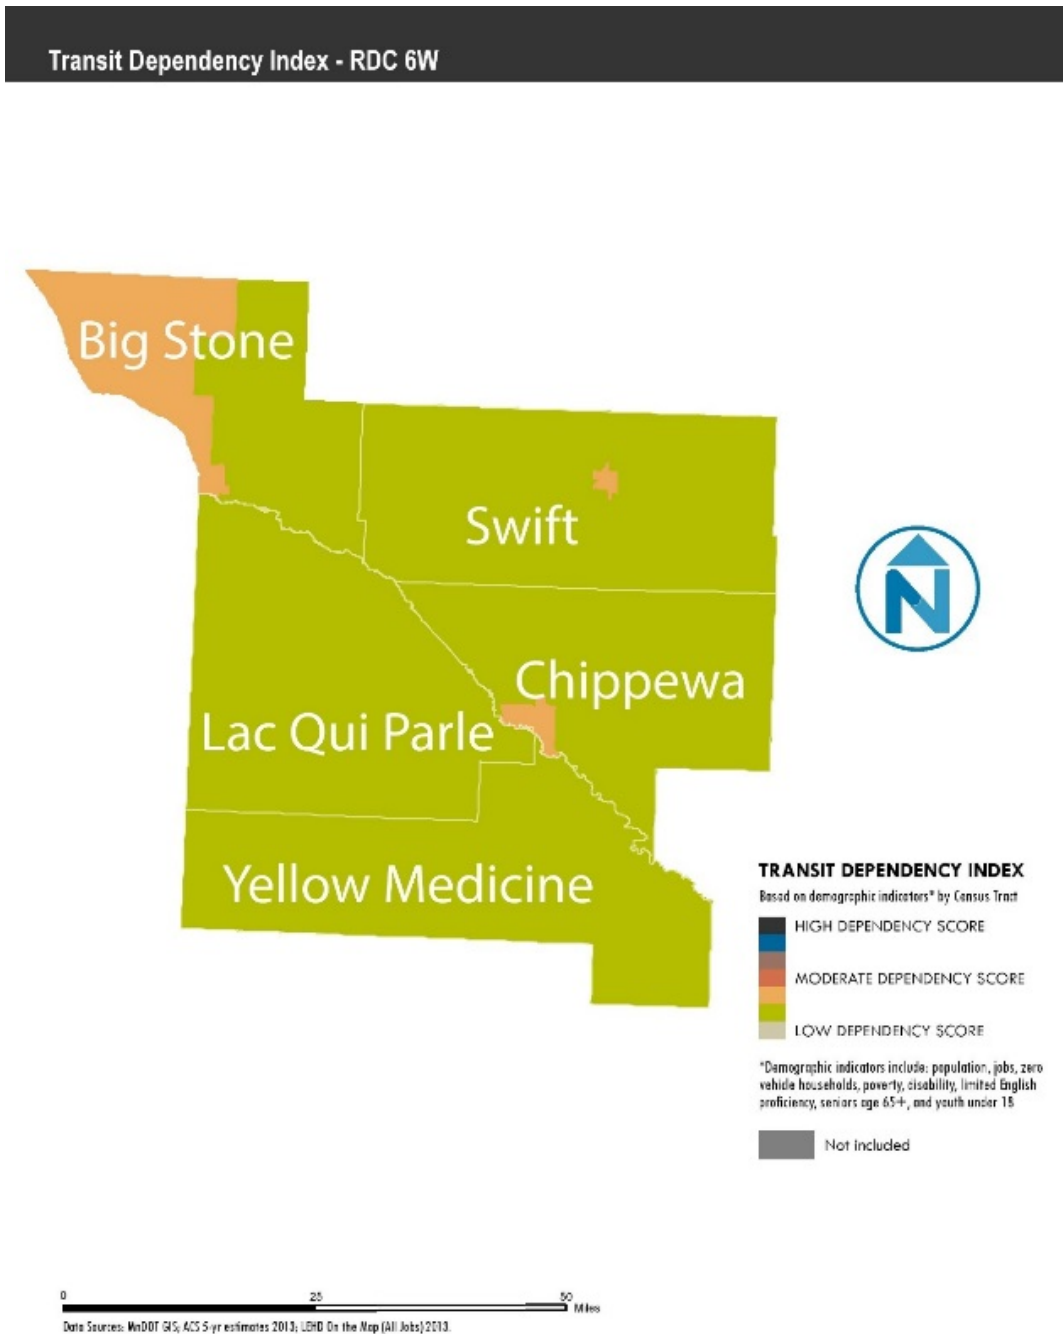 Transit Dependency Index - RDC 6W
Big Stone
Swift
Chippewa
Lac Qui Parle
Yellow Medicine
N
TRANSIT DEPENDENCY INDEX
Based on demographic indicators* by Census Tract
HIGH DEPENDENCY SCORE
MODERATE DEPENDENCY SCORE
LOW DEPENDENCY SCORE
*Demographic indicators include: population, jobs, zero
vehicle households, poverty, disability, limited English
proficiency, seniors age 65+, and youth under 18
Not included
0 25 50 Miles
Data Sources: MnDOT GIS; ACS 5-yr estimates 2013; LEHD On the Map (All Jobs) 2013.